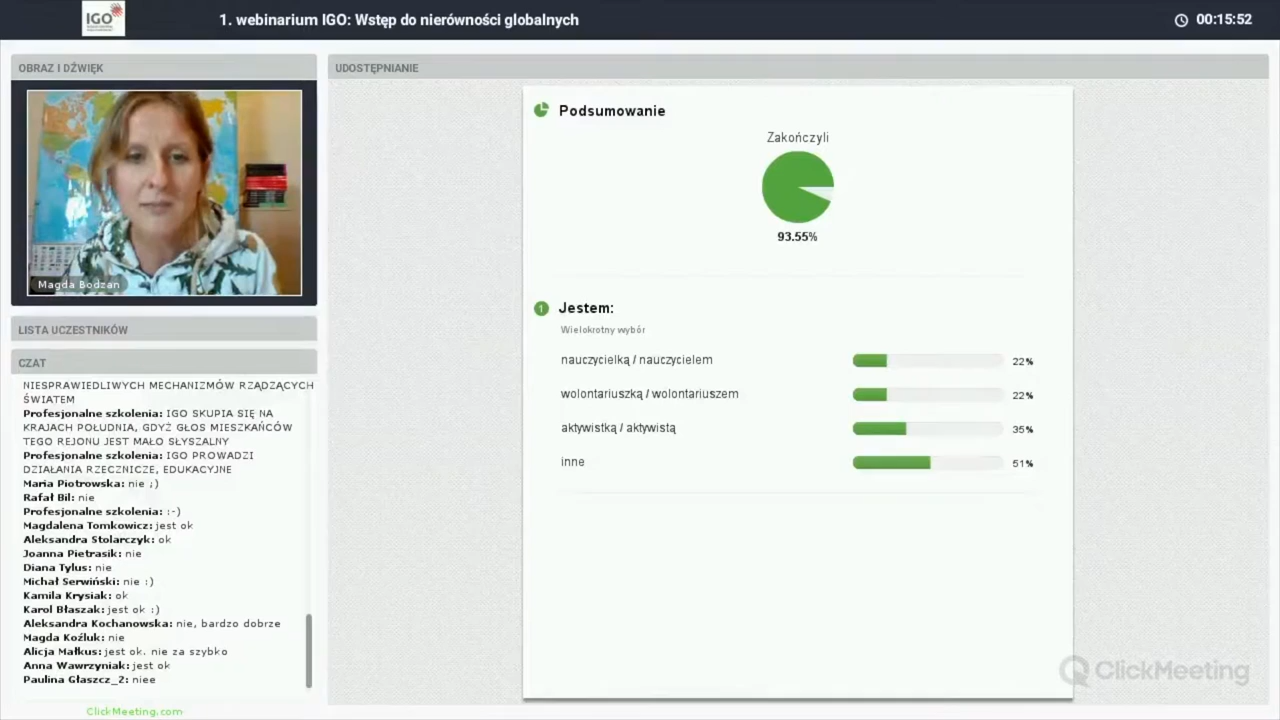 IGO
1. webinarium IGO: Wstęp do nierówności globalnych
00:15:52
OBRAZ I DŹWIĘK
Magda Bodzan
LISTA UCZESTNIKÓW
CZAT
NIESPRAWIEDLIWYCH MECHANIZMÓW RZĄDZĄCYCH
ŚWIATEM
Profesjonalne szkolenia: IGO SKUPIA SIĘ NA
KRAJACH POŁUDNIA, GDYŻ GŁOS MIESZKAŃCÓW
TEGO REJONU JEST MAŁO SŁYSZALNY
Profesjonalne szkolenia: IGO PROWADZI
DZIAŁANIA RZECZNICZE, EDUKACYJNE
Maria Piotrowska: nie ;)
Rafał Bil: nie
Profesjonalne szkolenia: :-)
Magdalena Tomkowicz: jest ok
Aleksandra Stolarczyk: ok
Joanna Pietrasik: nie
Diana Tylus: nie
Michał Serwiński: nie :)
Kamila Krysiak: ok
Karol Błaszak: jest ok :)
Aleksandra Kochanowska: nie, bardzo dobrze
Magda Koźluk: nie
Alicja Małkus: jest ok. nie za szybko
Anna Wawrzyniak: jest ok
Paulina Głaszcz_2: niee
ClickMeeting.com
UDOSTĘPNIANIE
Podsumowanie
Zakończyli
93.55%
1 Jestem:
Wielokrotny wybór
nauczycielką / nauczycielem 22%
wolontariuszką / wolontariuszem 22%
aktywistką / aktywistą 35%
inne 51%
ClickMeeting